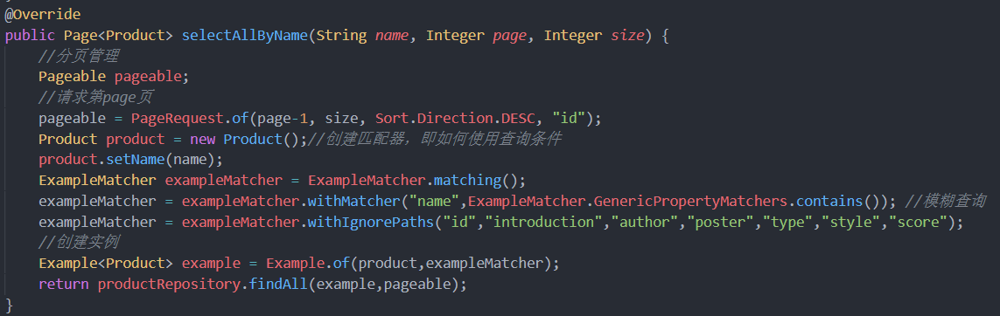 @Override
public Page<Product> selectAllByName(String name, Integer page, Integer size) {
    //分页管理
    Pageable pageable;
    //请求第page页
    pageable = PageRequest.of(page-1, size, Sort.Direction.DESC, "id");
    Product product = new Product();//创建匹配器，即如何使用查询条件
    product.setName(name);
    ExampleMatcher exampleMatcher = ExampleMatcher.matching();
    exampleMatcher = exampleMatcher.withMatcher("name",ExampleMatcher.GenericPropertyMatchers.contains()); //模糊查询
    exampleMatcher = exampleMatcher.withIgnorePaths("id","introduction","author","poster","type","style","score");
    //创建实例
    Example<Product> example = Example.of(product,exampleMatcher);
    return productRepository.findAll(example,pageable);
}